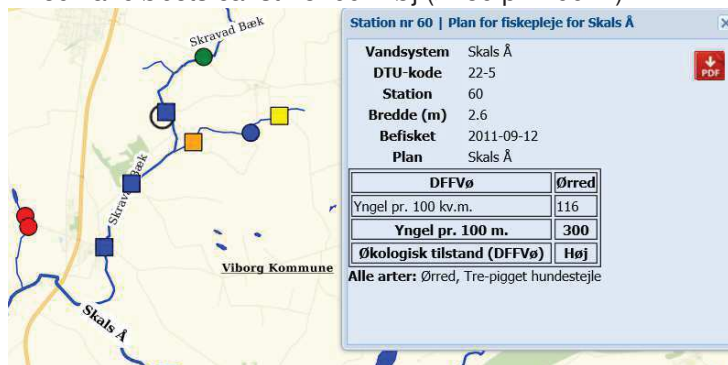 Station nr 60 | Plan for fiskepleje for Skals Å
Vandsystem Skals Å
DTU-kode 22-5
Station 60
Bredde (m) 2.6
Befisket 2011-09-12
Plan Skals Å
PDF
DFFVø Ørred
Yngel pr. 100 kv.m. 116
Yngel pr. 100 m. 300
Økologisk tilstand (DFFVø) Høj
Alle arter: Ørred, Tre-pigget hundestejle
Skravad Bæk
Skravad Bæk
Viborg Kommune
Skals Å